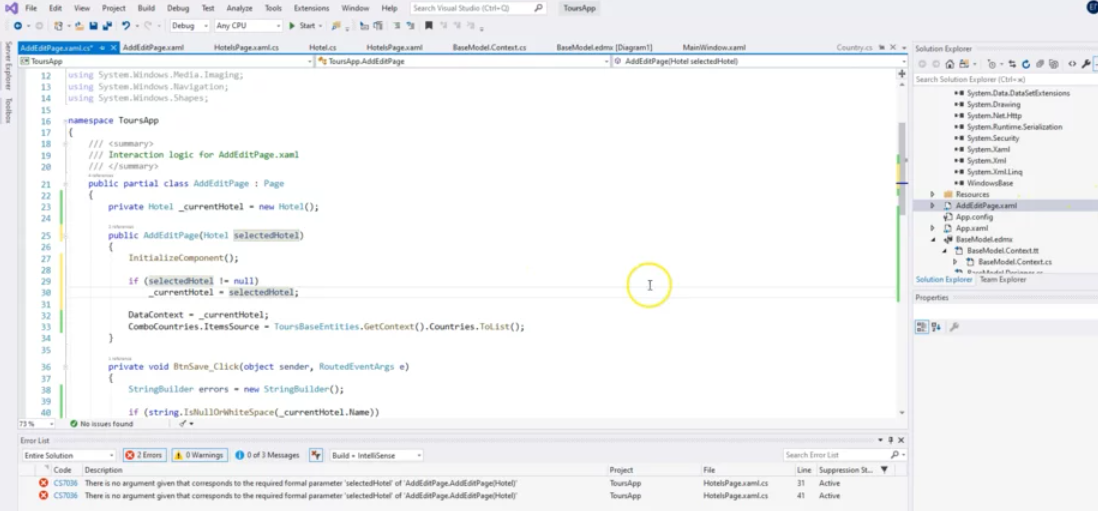 File Edit View Project Build Debug Test Analyze Tools Extensions Window Help Search Visual Studio (Ctrl+Q) ToursApp
Debug Any CPU Start
AddEditPage.xaml.cs* AddEditPage.xaml HotelsPage.xaml.cs Hotel.cs HotelsPage.xaml BaseModel.Context.cs BaseModel.edmx [Diagram1] MainWindow.xaml Country.cs
ToursApp ToursApp.AddEditPage AddEditPage(Hotel selectedHotel)
Server Explorer Toolbox
12 using System.Windows.Media.Imaging;
13 using System.Windows.Navigation;
14 using System.Windows.Shapes;
15
16 namespace ToursApp
17 {
18 /// <summary>
19 /// Interaction logic for AddEditPage.xaml
20 /// </summary>
21 public partial class AddEditPage : Page
22 {
23 private Hotel _currentHotel = new Hotel();
24
25 public AddEditPage(Hotel selectedHotel)
26 {
27 InitializeComponent();
28
29 if (selectedHotel != null)
30 _currentHotel = selectedHotel;
31
32 DataContext = _currentHotel;
33 ComboCountries.ItemsSource = ToursBaseEntities.GetContext().Countries.ToList();
34 }
35
36 private void BtnSave_Click(object sender, RoutedEventArgs e)
37 {
38 StringBuilder errors = new StringBuilder();
39
40 if (string.IsNullOrWhiteSpace(_currentHotel.Name))
73 % No issues found
Solution Explorer
Search Solution Explorer
System.Data.DataSetExtensions
System.Drawing
System.Net.Http
System.Runtime.Serialization
System.Security
System.Xaml
System.Xml
System.Xml.Linq
WindowsBase
Resources
AddEditPage.xaml
App.config
App.xaml
BaseModel.edmx
BaseModel.Context.tt
BaseModel.Context.cs
Solution Explorer Team Explorer
Properties
Error List
Entire Solution 2 Errors 0 Warnings 0 of 3 Messages Build + IntelliSense Search Error List
Code Description Project File Line Suppression St...
CS7036 There is no argument given that corresponds to the required formal parameter 'selectedHotel' of 'AddEditPage.AddEditPage(Hotel)' ToursApp HotelsPage.xaml.cs 31 Active
CS7036 There is no argument given that corresponds to the required formal parameter 'selectedHotel' of 'AddEditPage.AddEditPage(Hotel)' ToursApp HotelsPage.xaml.cs 41 Active